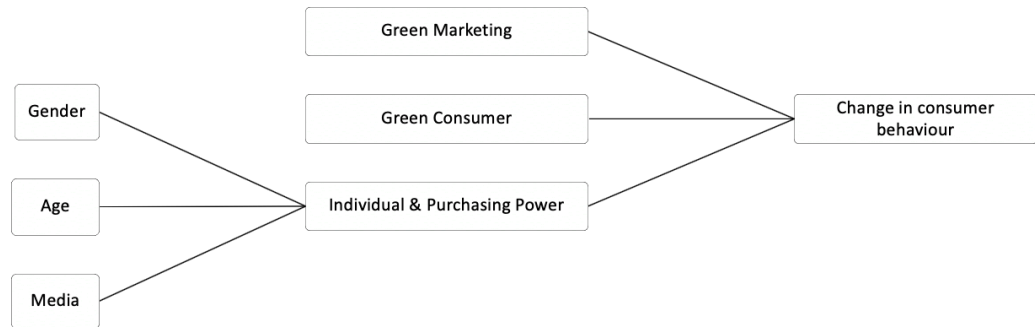 Green Marketing
Gender
Green Consumer
Change in consumer
behaviour
Age
Individual & Purchasing Power
Media